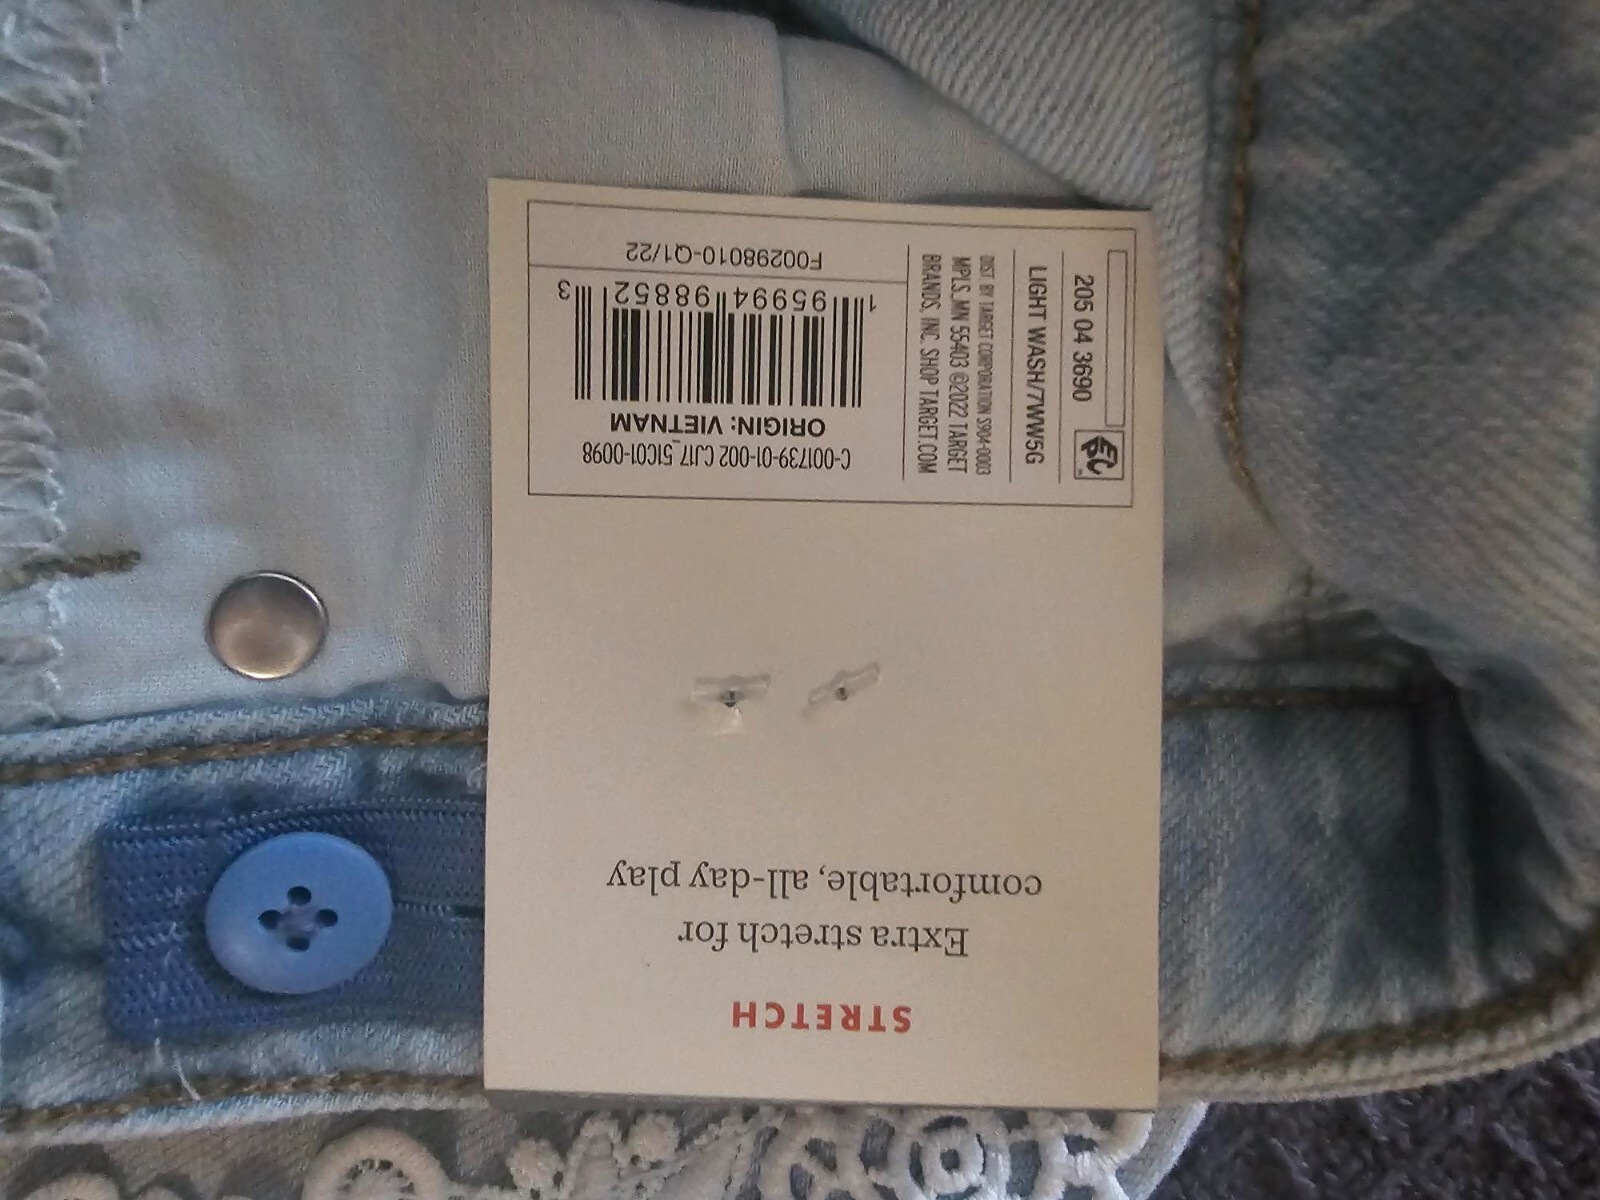 STRETCH
Extra stretch for
comfortable, all-day play
C-001739-01-002 CJ17_51C01-0098
ORIGIN: VIETNAM
1 95994 98852 3
F00298010-Q1/22
205 04 3690
LIGHT WASH/7WW5G
DIST BY TARGET CORPORATION S904-0003
MPLS.,MN 55403 ©2022 TARGET
BRANDS, INC. SHOP TARGET.COM
EPC